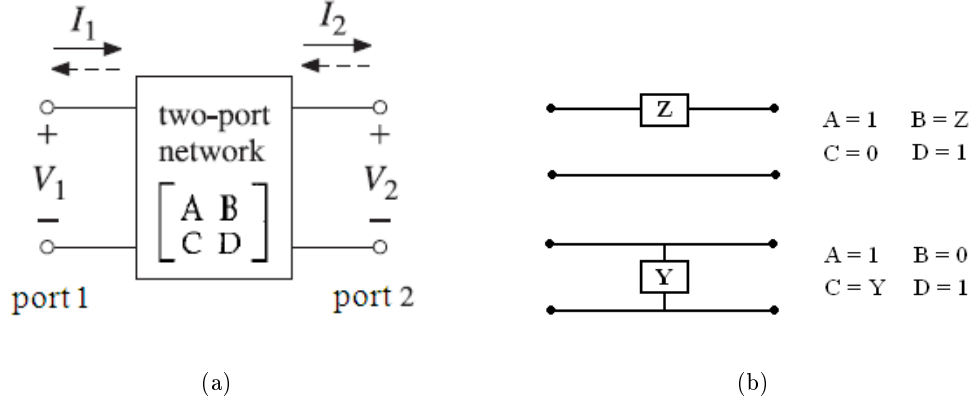 I₁
I₂
two-port
network
+
+
V₁
V₂
A B
C D
−
−
port 1
port 2
(a)
Z
A = 1 B = Z
C = 0 D = 1
Y
A = 1 B = 0
C = Y D = 1
(b)